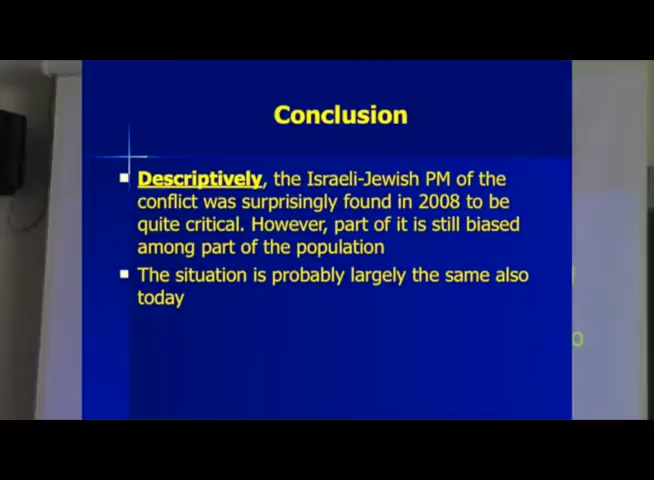 Conclusion
Descriptively, the Israeli-Jewish PM of the
conflict was surprisingly found in 2008 to be
quite critical. However, part of it is still biased
among part of the population
The situation is probably largely the same also
today